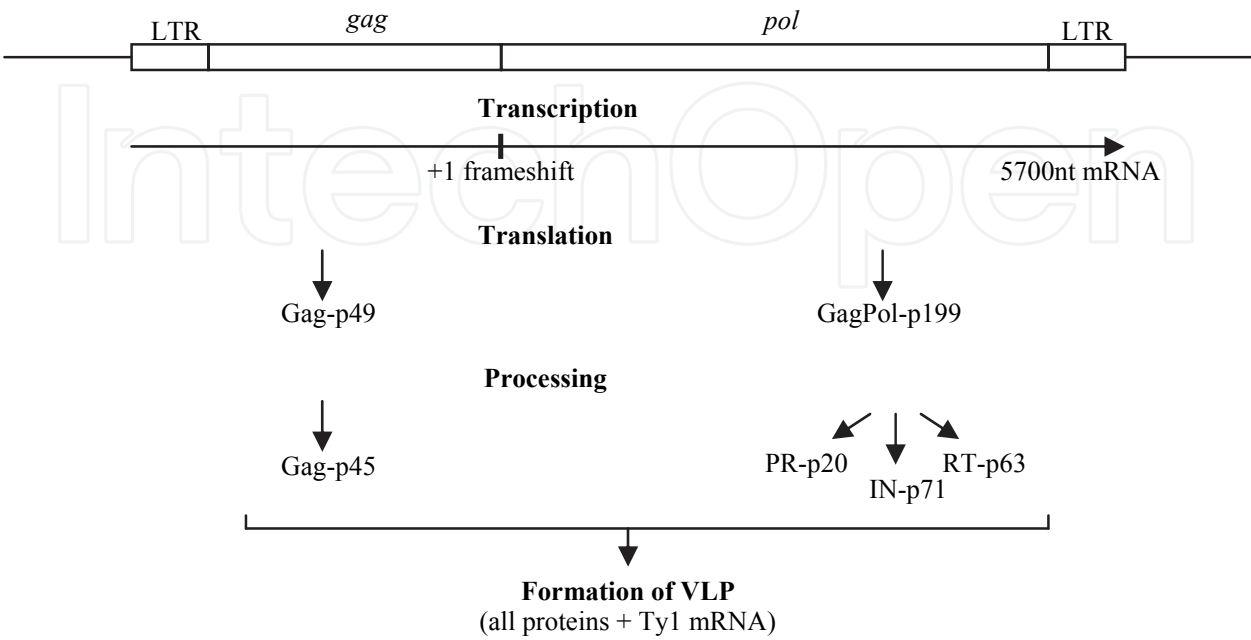 LTR gag pol LTR
Transcription
+1 frameshift 5700nt mRNA
IntechOpen
Translation
Gag-p49 GagPol-p199
Processing
Gag-p45 PR-p20 RT-p63
IN-p71
Formation of VLP
(all proteins + Ty1 mRNA)